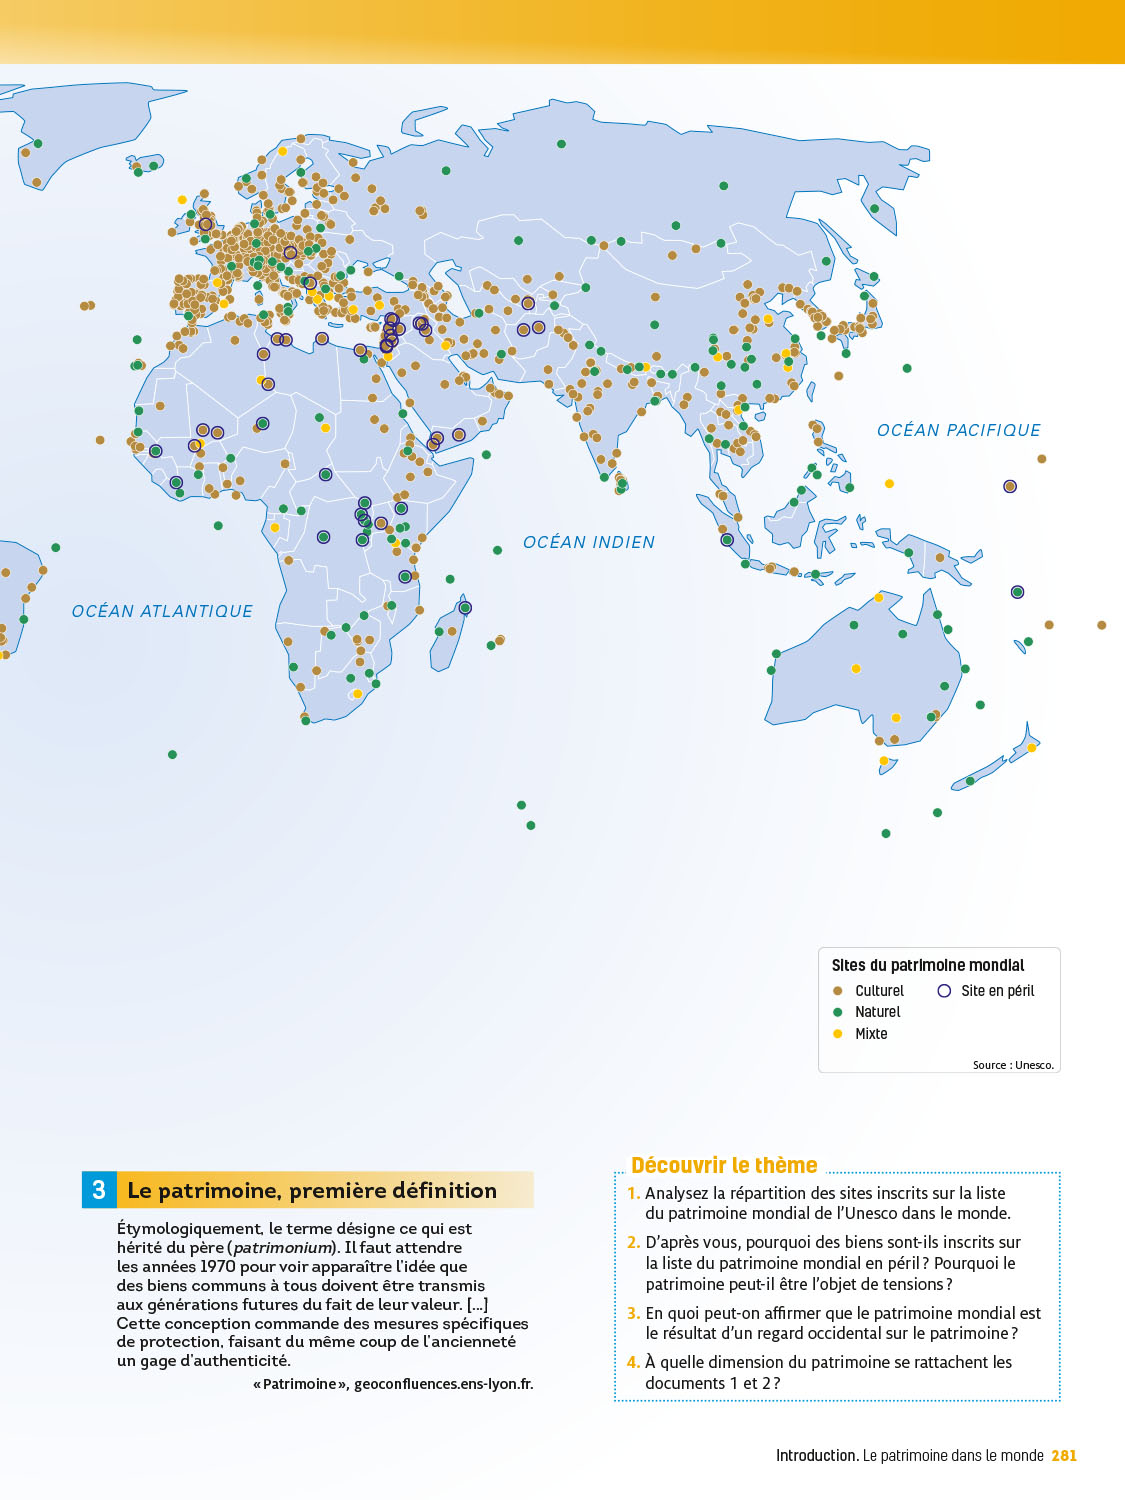 OCÉAN PACIFIQUE
OCÉAN INDIEN
OCÉAN ATLANTIQUE
Sites du patrimoine mondial
Culturel
Site en péril
Naturel
Mixte
Source : Unesco.
3 Le patrimoine, première définition
Étymologiquement, le terme désigne ce qui est
hérité du père (patrimonium). Il faut attendre
les années 1970 pour voir apparaître l'idée que
des biens communs à tous doivent être transmis
aux générations futures du fait de leur valeur. [...]
Cette conception commande des mesures spécifiques
de protection, faisant du même coup de l'ancienneté
un gage d'authenticité.
« Patrimoine », geoconfluences.ens-lyon.fr.
Découvrir le thème
1. Analysez la répartition des sites inscrits sur la liste
du patrimoine mondial de l'Unesco dans le monde.
2. D'après vous, pourquoi des biens sont-ils inscrits sur
la liste du patrimoine mondial en péril ? Pourquoi le
patrimoine peut-il être l'objet de tensions ?
3. En quoi peut-on affirmer que le patrimoine mondial est
le résultat d'un regard occidental sur le patrimoine ?
4. À quelle dimension du patrimoine se rattachent les
documents 1 et 2 ?
Introduction. Le patrimoine dans le monde 281